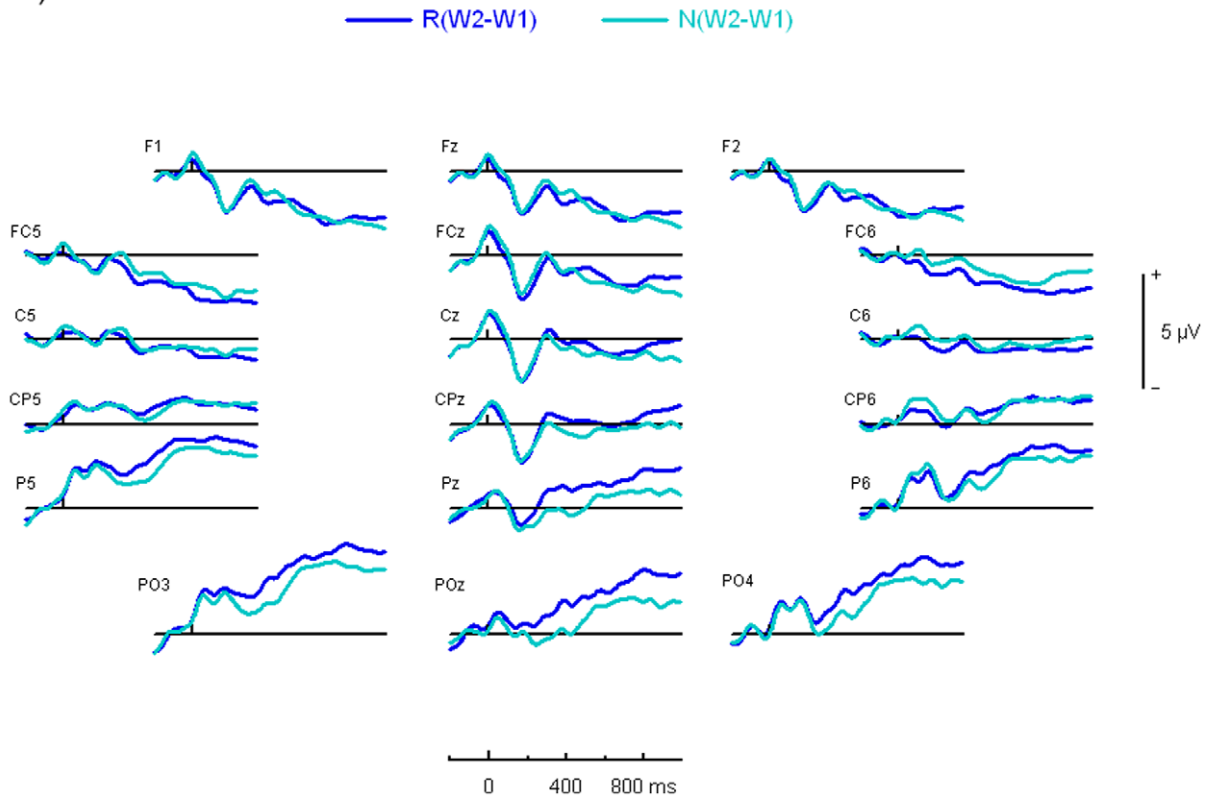 )
R(W2-W1) N(W2-W1)
F1 Fz F2
FC5 FCz FC6
+
C5 Cz C6
5 µV
–
CP5 CPz CP6
P5 Pz P6
PO3 POz PO4
0 400 800 ms